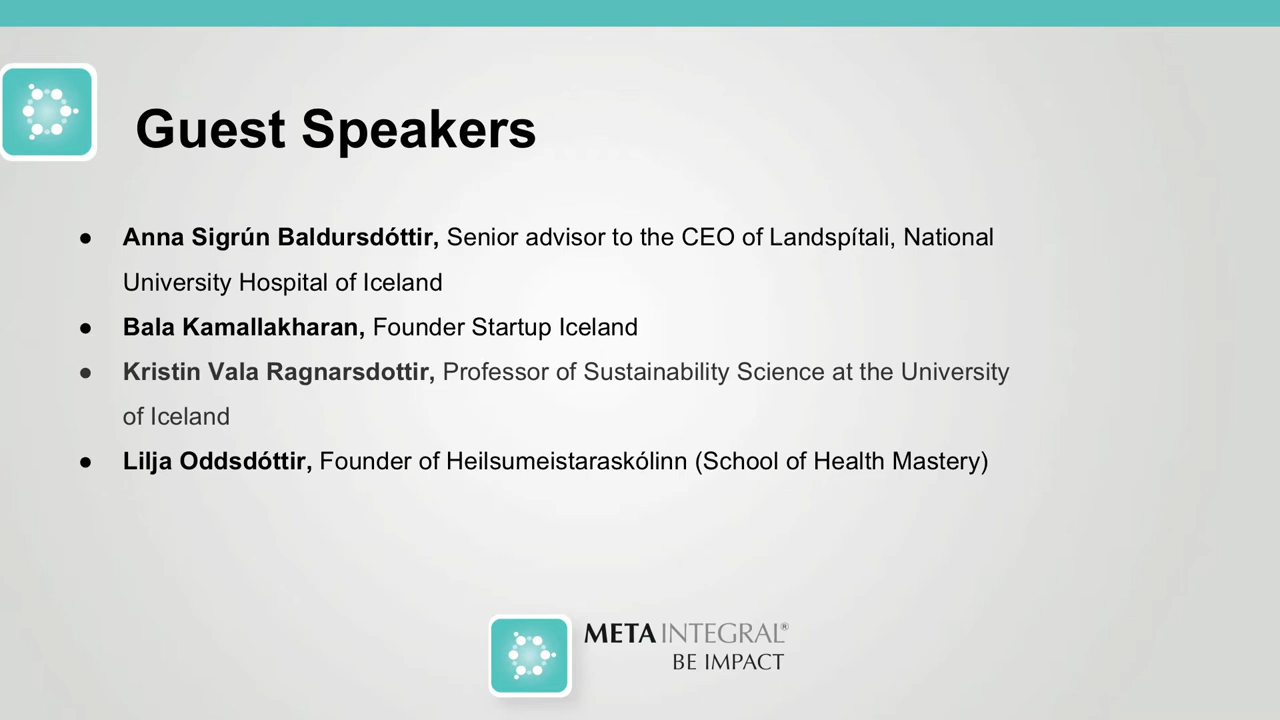 Guest Speakers
● Anna Sigrún Baldursdóttir, Senior advisor to the CEO of Landspítali, National
University Hospital of Iceland
● Bala Kamallakharan, Founder Startup Iceland
● Kristin Vala Ragnarsdottir, Professor of Sustainability Science at the University
of Iceland
● Lilja Oddsdóttir, Founder of Heilsumeistaraskólinn (School of Health Mastery)
METAINTEGRAL®
BE IMPACT